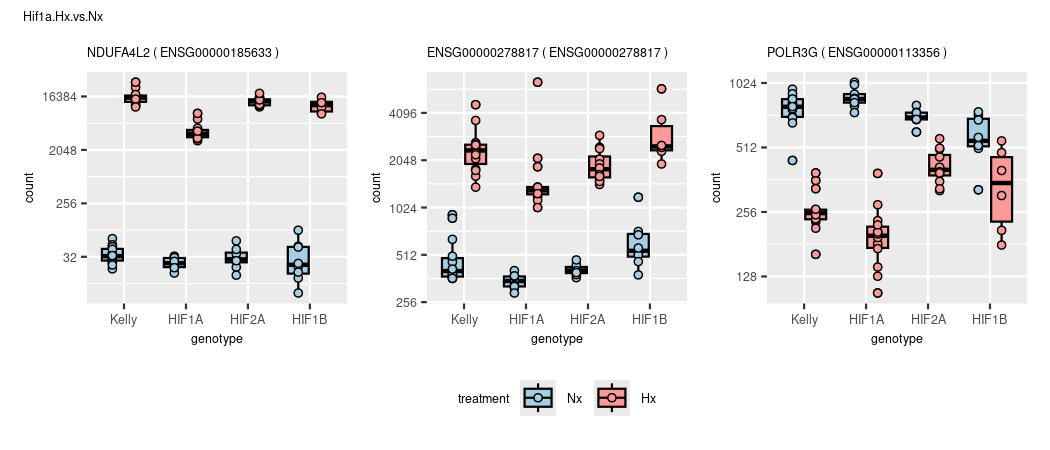 Hif1a.Hx.vs.Nx
NDUFA4L2 ( ENSG00000185633 )
count
16384
2048
256
32
Kelly HIF1A HIF2A HIF1B
genotype
ENSG00000278817 ( ENSG00000278817 )
count
4096
2048
1024
512
256
Kelly HIF1A HIF2A HIF1B
genotype
POLR3G ( ENSG00000113356 )
count
1024
512
256
128
Kelly HIF1A HIF2A HIF1B
genotype
treatment Nx Hx